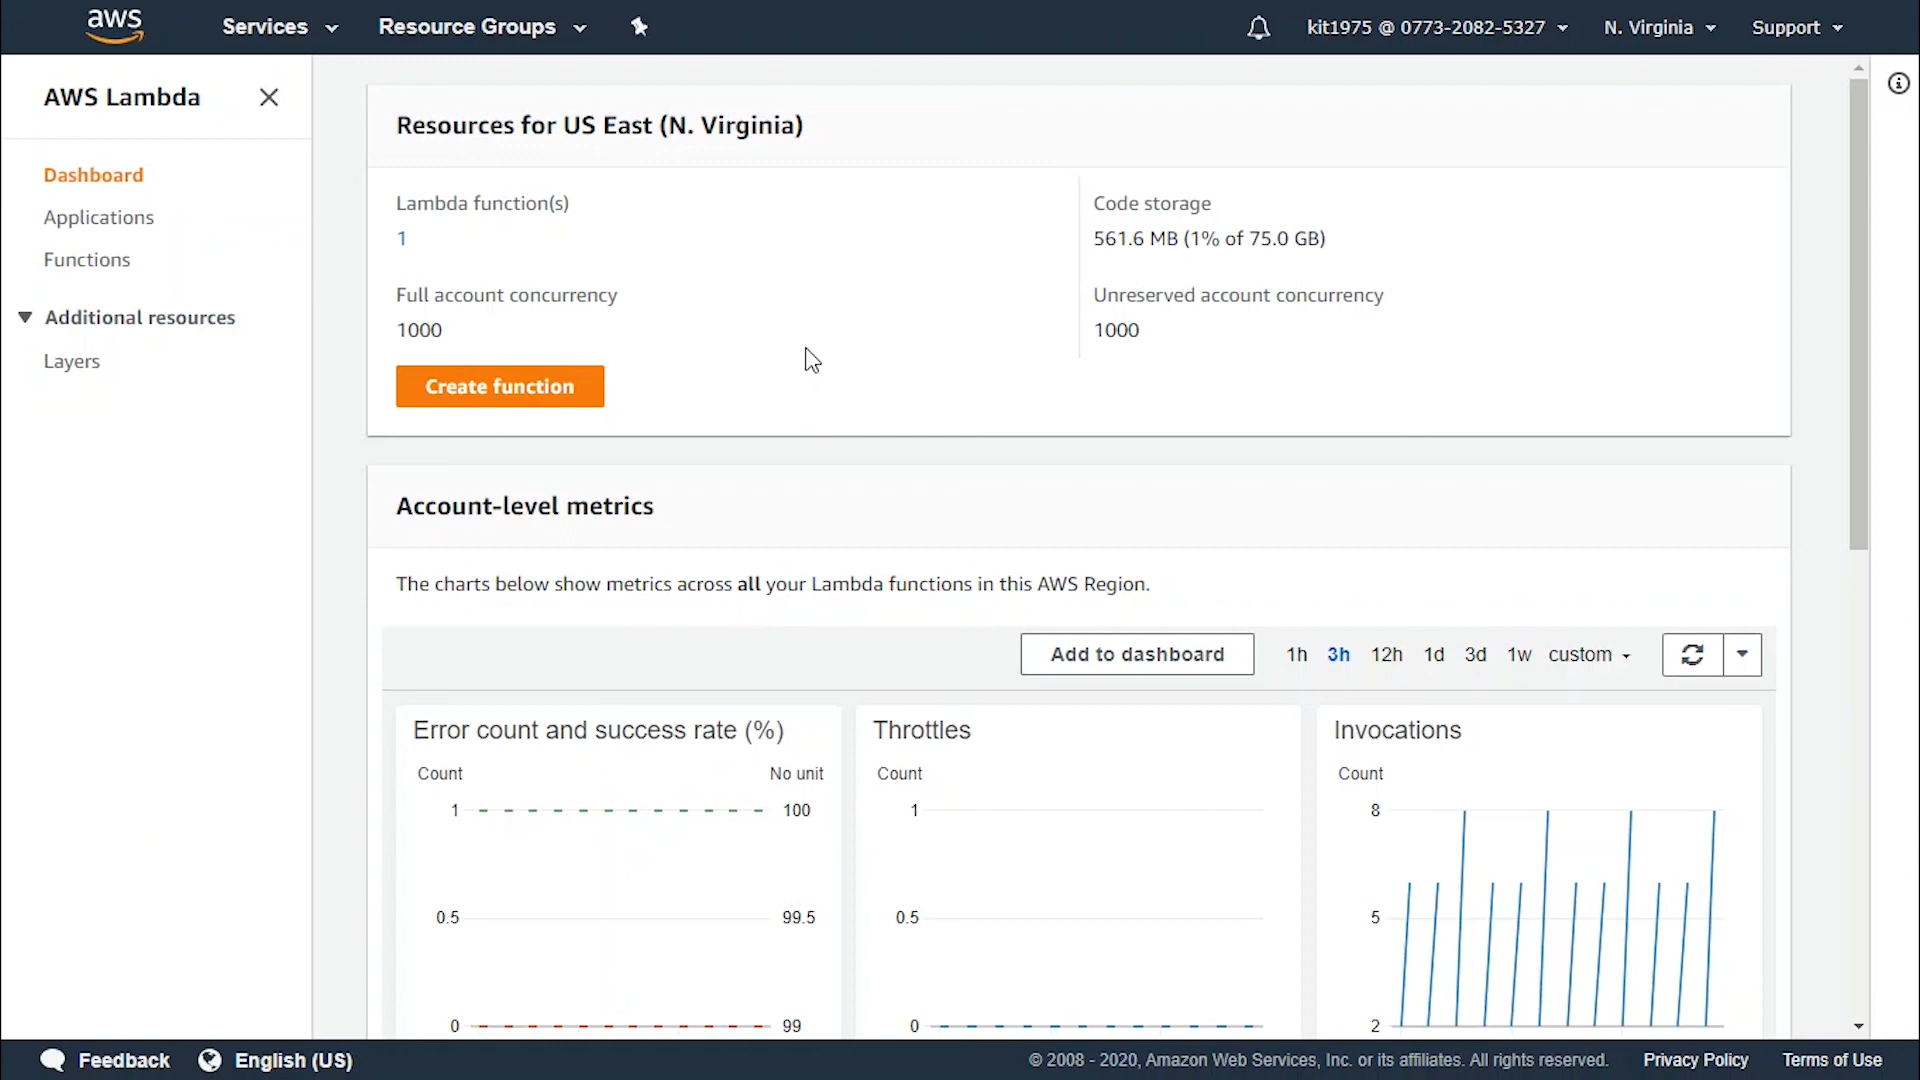 aws
Services
Resource Groups
kit1975 @ 0773-2082-5327
N. Virginia
Support
AWS Lambda
Dashboard
Applications
Functions
Additional resources
Layers
Resources for US East (N. Virginia)
Lambda function(s)
1
Code storage
561.6 MB (1% of 75.0 GB)
Full account concurrency
1000
Unreserved account concurrency
1000
Create function
Account-level metrics
The charts below show metrics across all your Lambda functions in this AWS Region.
Add to dashboard
1h 3h 12h 1d 3d 1w custom
Error count and success rate (%)
Count
No unit
1
100
0.5
99.5
0
99
Throttles
Count
1
0.5
0
Invocations
Count
8
5
2
Feedback
English (US)
© 2008 - 2020, Amazon Web Services, Inc. or its affiliates. All rights reserved.
Privacy Policy
Terms of Use